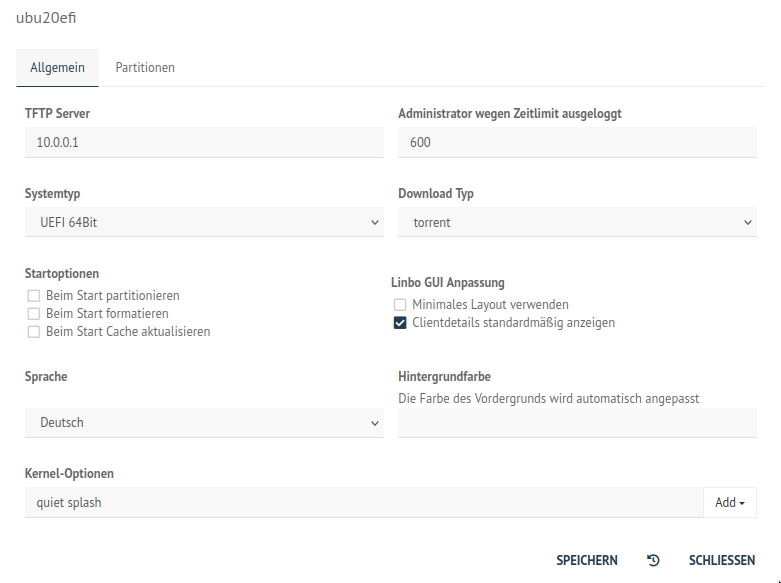 ubu20efi
Allgemein
Partitionen
TFTP Server
Administrator wegen Zeitlimit ausgeloggt
10.0.0.1
600
Systemtyp
Download Typ
UEFI 64Bit
torrent
Startoptionen
Linbo GUI Anpassung
Beim Start partitionieren
Beim Start formatieren
Beim Start Cache aktualisieren
Minimales Layout verwenden
Clientdetails standardmäßig anzeigen
Sprache
Hintergrundfarbe
Die Farbe des Vordergrunds wird automatisch angepasst
Deutsch
Kernel-Optionen
quiet splash
Add
SPEICHERN
SCHLIESSEN